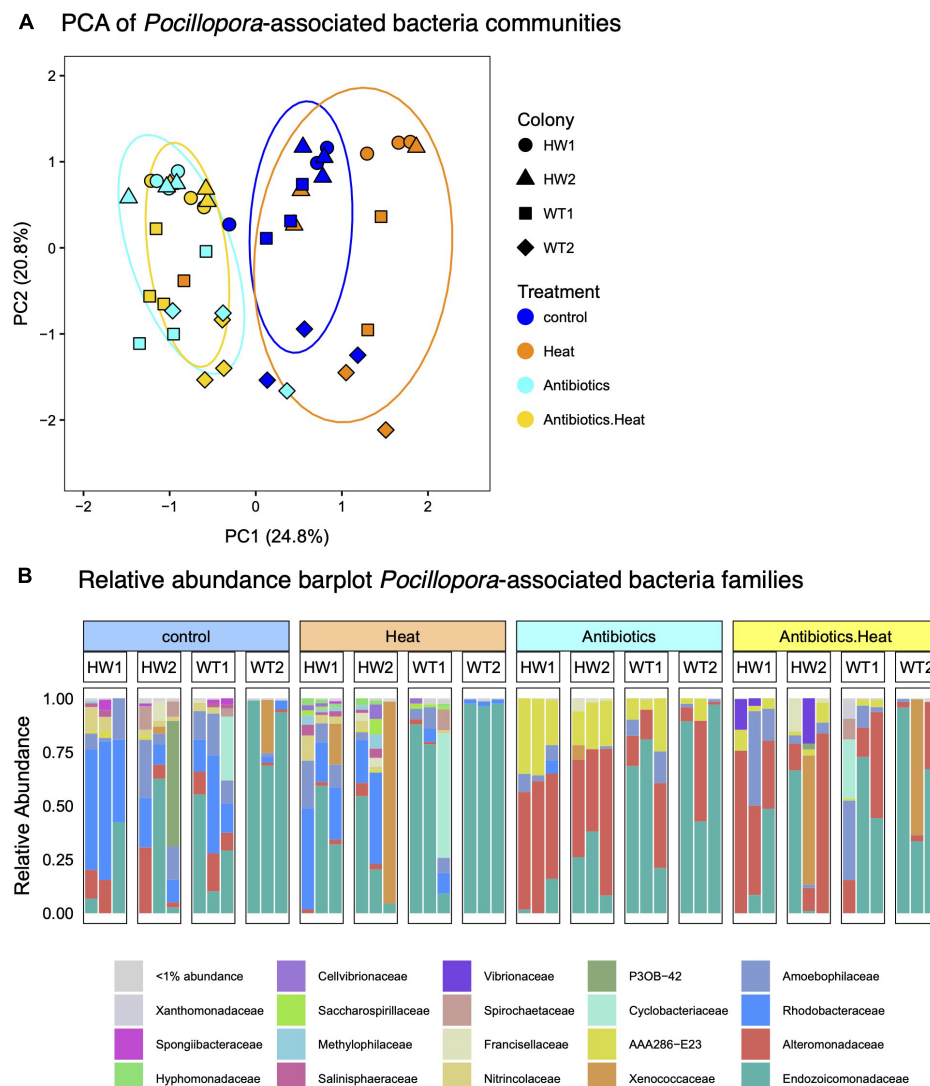 A PCA of Pocillopora-associated bacteria communities
2
1
0
−1
−2
PC2 (20.8%)
−2 −1 0 1 2
PC1 (24.8%)
Colony
HW1
HW2
WT1
WT2
Treatment
control
Heat
Antibiotics
Antibiotics.Heat
B Relative abundance barplot Pocillopora-associated bacteria families
control Heat Antibiotics Antibiotics.Heat
HW1 HW2 WT1 WT2 HW1 HW2 WT1 WT2 HW1 HW2 WT1 WT2 HW1 HW2 WT1 WT2
1.00
0.75
0.50
0.25
0.00
Relative Abundance
<1% abundance Cellvibrionaceae Vibrionaceae P3OB−42 Amoebophilaceae
Xanthomonadaceae Saccharospirillaceae Spirochaetaceae Cyclobacteriaceae Rhodobacteraceae
Spongiibacteraceae Methylophilaceae Francisellaceae AAA286−E23 Alteromonadaceae
Hyphomonadaceae Salinisphaeraceae Nitrincolaceae Xenococcaceae Endozoicomonadaceae